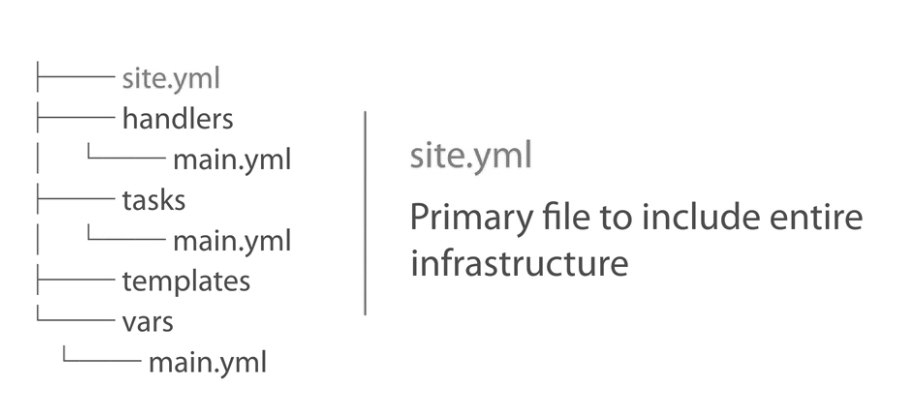 site.yml
handlers
main.yml
tasks
main.yml
templates
vars
main.yml
site.yml
Primary file to include entire
infrastructure